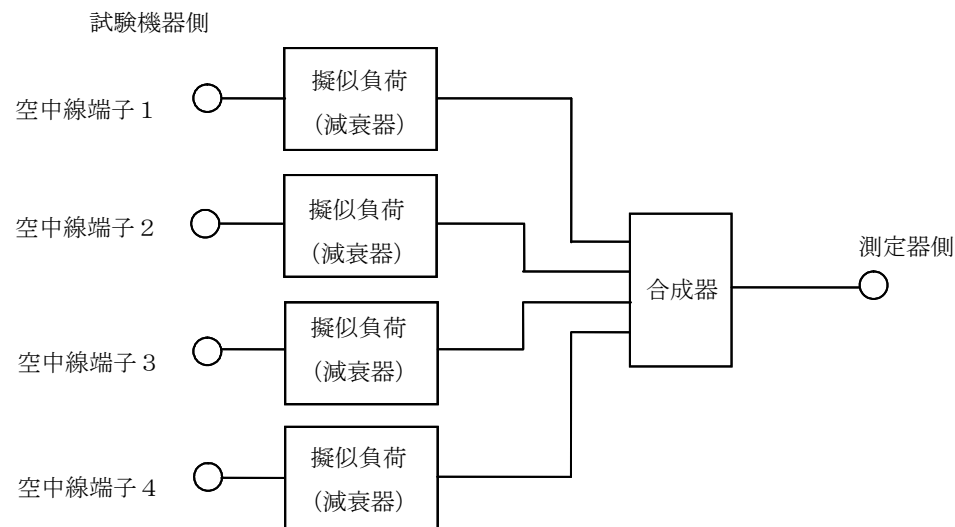 試験機器側
空中線端子１
擬似負荷
（減衰器）
空中線端子２
擬似負荷
（減衰器）
測定器側
合成器
空中線端子３
擬似負荷
（減衰器）
空中線端子４
擬似負荷
（減衰器）